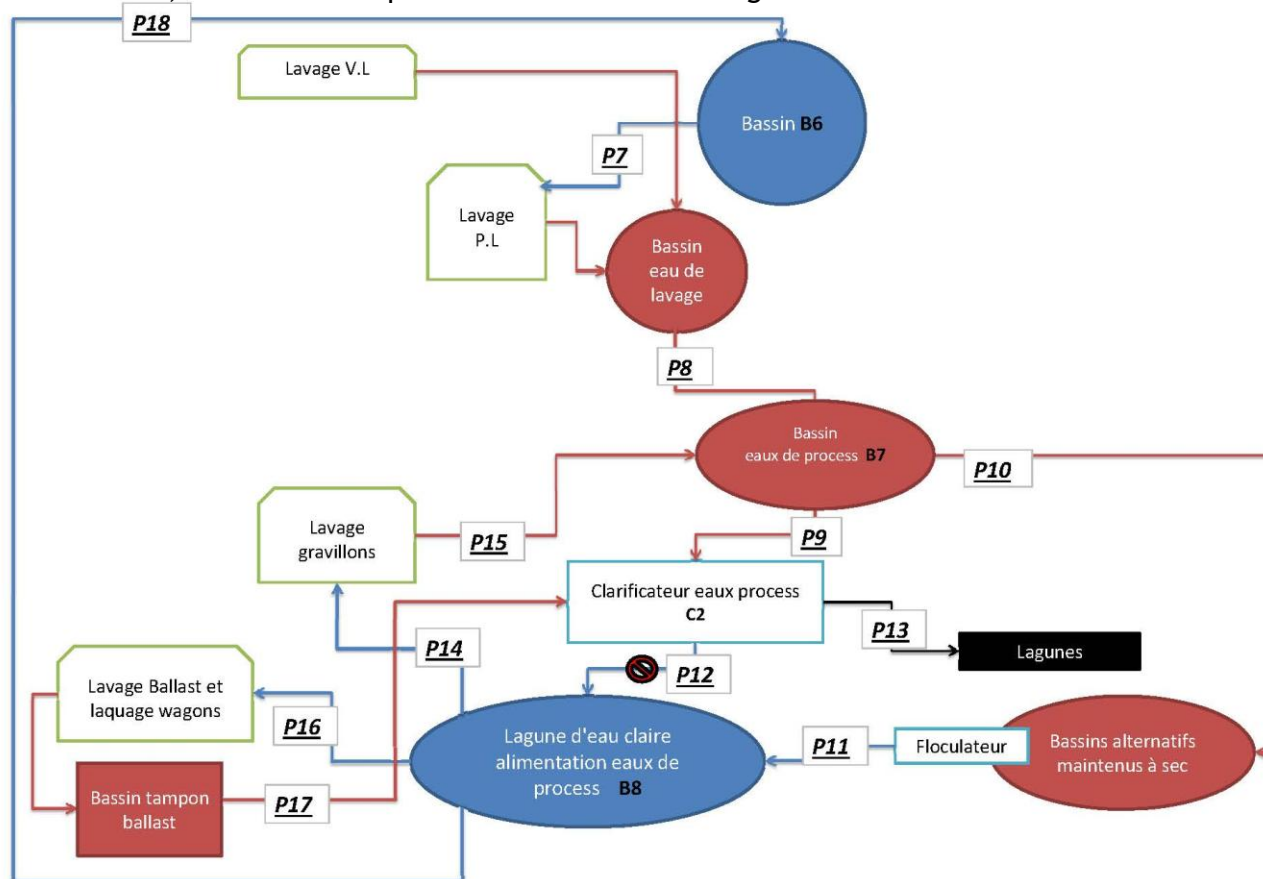 P18
Lavage V.L
Bassin B6
P7
Lavage
P.L
Bassin
eau de
lavage
P8
Bassin
eaux de process B7
P10
Lavage
gravillons
P15
P9
Clarificateur eaux process
C2
P13
Lagunes
P14
P12
Lavage Ballast et
laquage wagons
P16
Lagune d'eau claire
alimentation eaux de
process B8
P11
Floculateur
Bassins alternatifs
maintenus à sec
Bassin tampon
ballast
P17